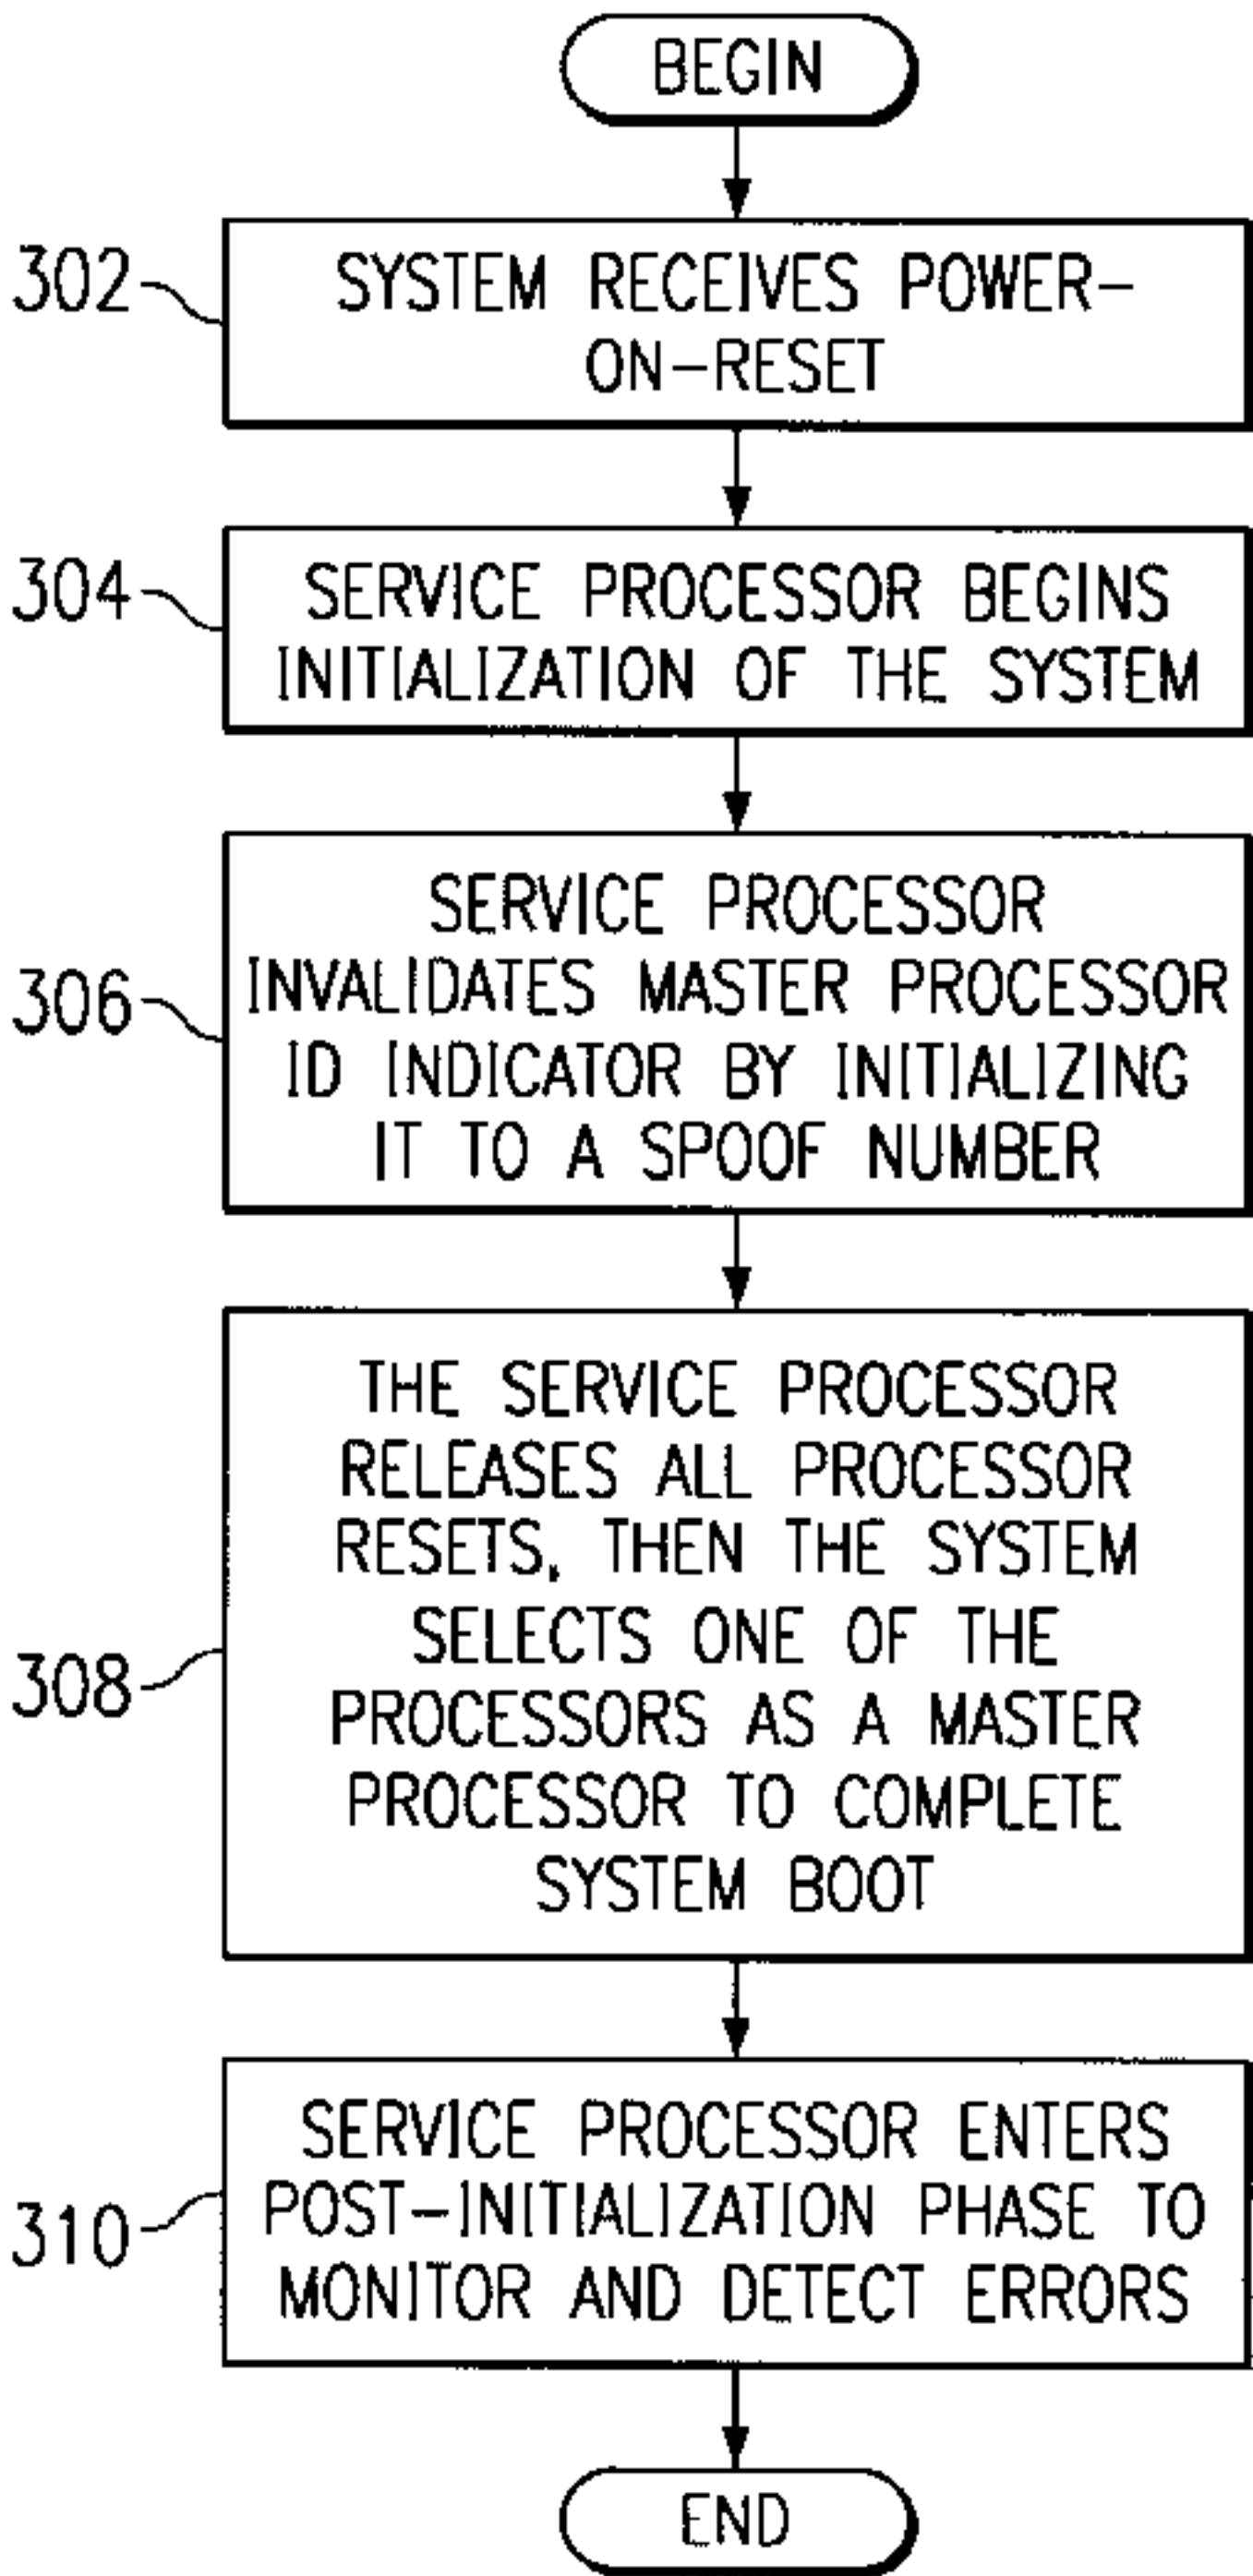 BEGIN
302
SYSTEM RECEIVES POWER-
ON-RESET
304
SERVICE PROCESSOR BEGINS
INITIALIZATION OF THE SYSTEM
306
SERVICE PROCESSOR
INVALIDATES MASTER PROCESSOR
ID INDICATOR BY INITIALIZING
IT TO A SPOOF NUMBER
308
THE SERVICE PROCESSOR
RELEASES ALL PROCESSOR
RESETS, THEN THE SYSTEM
SELECTS ONE OF THE
PROCESSORS AS A MASTER
PROCESSOR TO COMPLETE
SYSTEM BOOT
310
SERVICE PROCESSOR ENTERS
POST-INITIALIZATION PHASE TO
MONITOR AND DETECT ERRORS
END